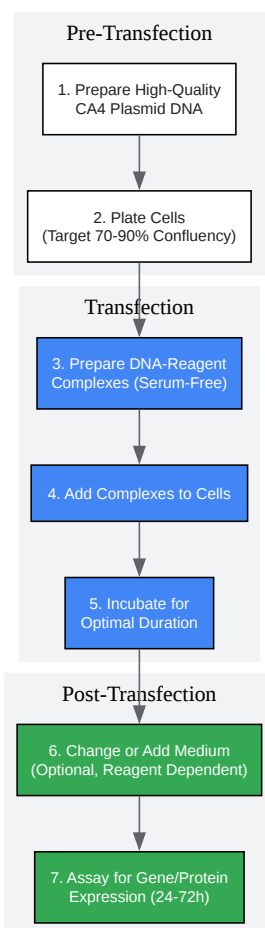 Pre-Transfection
1. Prepare High-Quality
CA4 Plasmid DNA
2. Plate Cells
(Target 70-90% Confluency)
Transfection
3. Prepare DNA-Reagent
Complexes (Serum-Free)
4. Add Complexes to Cells
5. Incubate for
Optimal Duration
Post-Transfection
6. Change or Add Medium
(Optional, Reagent Dependent)
7. Assay for Gene/Protein
Expression (24-72h)